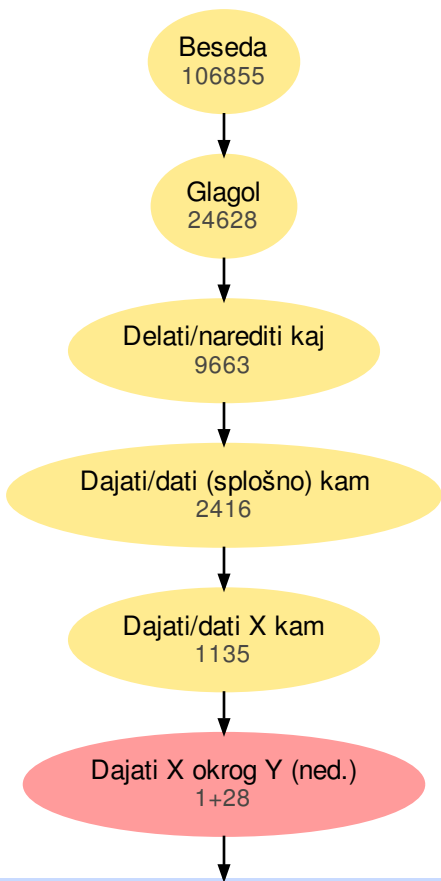 Beseda
106855
Glagol
24628
Delati/narediti kaj
9663
Dajati/dati (splošno) kam
2416
Dajati/dati X kam
1135
Dajati X okrog Y (ned.)
1+28